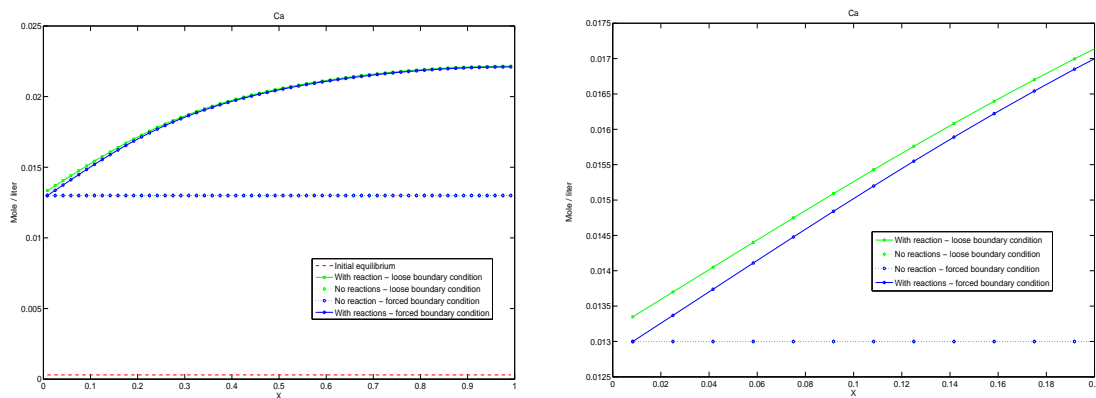 Ca
0.025
0.02
0.015
0.01
0.005
0
Mole / liter
0 0.1 0.2 0.3 0.4 0.5 0.6 0.7 0.8 0.9 1
X
Initial equilibrium
With reaction – loose boundary condition
No reactions – loose boundary condition
No reaction – forced boundary condition
With reactions – forced boundary condition
Ca
0.0175
0.017
0.0165
0.016
0.0155
0.015
0.0145
0.014
0.0135
0.013
0.0125
Mole / liter
0 0.02 0.04 0.06 0.08 0.1 0.12 0.14 0.16 0.18 0.
X
With reaction – loose boundary condition
No reactions – loose boundary condition
No reaction – forced boundary condition
With reactions – forced boundary condition